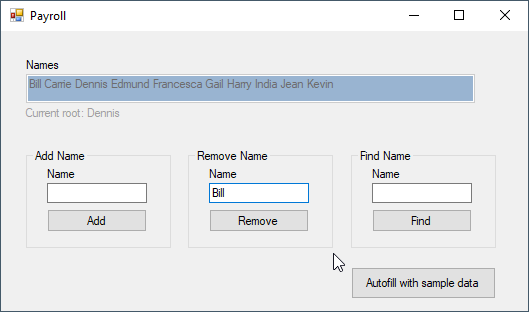 Payroll
Names
Bill Carrie Dennis Edmund Francesca Gail Harry India Jean Kevin
Current root: Dennis
Add Name
Name
Add
Remove Name
Name
Bill
Remove
Find Name
Name
Find
Autofill with sample data